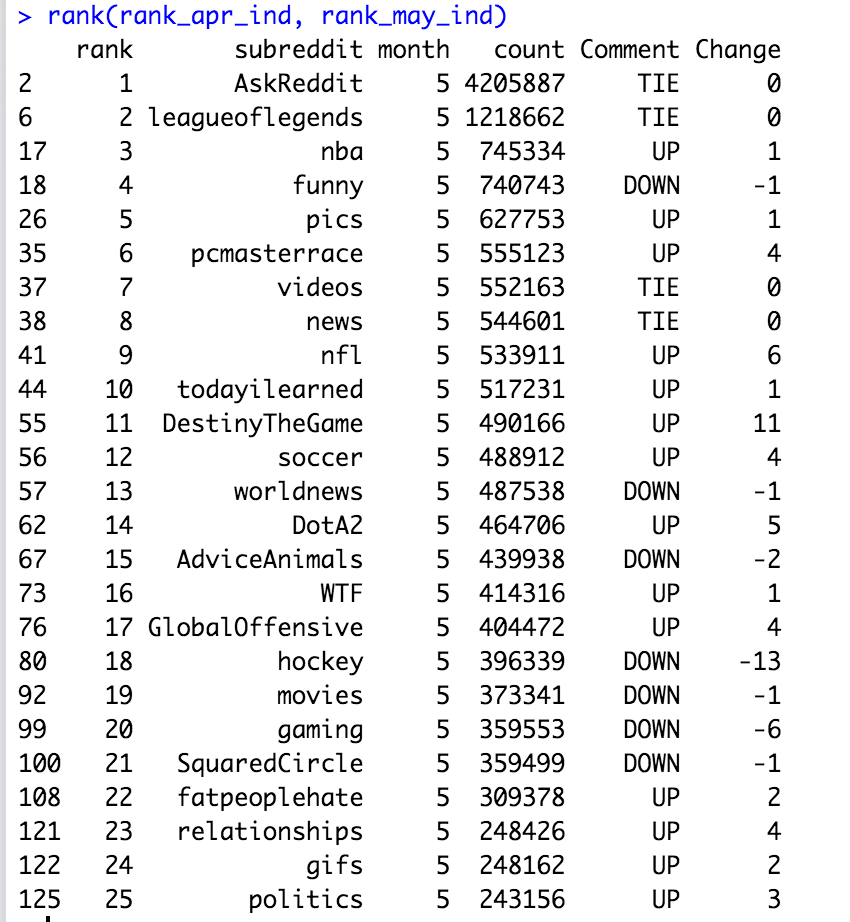 > rank(rank_apr_ind, rank_may_ind)
rank subreddit month count Comment Change
2 1 AskReddit 5 4205887 TIE 0
6 2 leagueoflegends 5 1218662 TIE 0
17 3 nba 5 745334 UP 1
18 4 funny 5 740743 DOWN -1
26 5 pics 5 627753 UP 1
35 6 pcmasterrace 5 555123 UP 4
37 7 videos 5 552163 TIE 0
38 8 news 5 544601 TIE 0
41 9 nfl 5 533911 UP 6
44 10 todayilearned 5 517231 UP 1
55 11 DestinyTheGame 5 490166 UP 11
56 12 soccer 5 488912 UP 4
57 13 worldnews 5 487538 DOWN -1
62 14 DotA2 5 464706 UP 5
67 15 AdviceAnimals 5 439938 DOWN -2
73 16 WTF 5 414316 UP 1
76 17 GlobalOffensive 5 404472 UP 4
80 18 hockey 5 396339 DOWN -13
92 19 movies 5 373341 DOWN -1
99 20 gaming 5 359553 DOWN -6
100 21 SquaredCircle 5 359499 DOWN -1
108 22 fatpeoplehate 5 309378 UP 2
121 23 relationships 5 248426 UP 4
122 24 gifs 5 248162 UP 2
125 25 politics 5 243156 UP 3